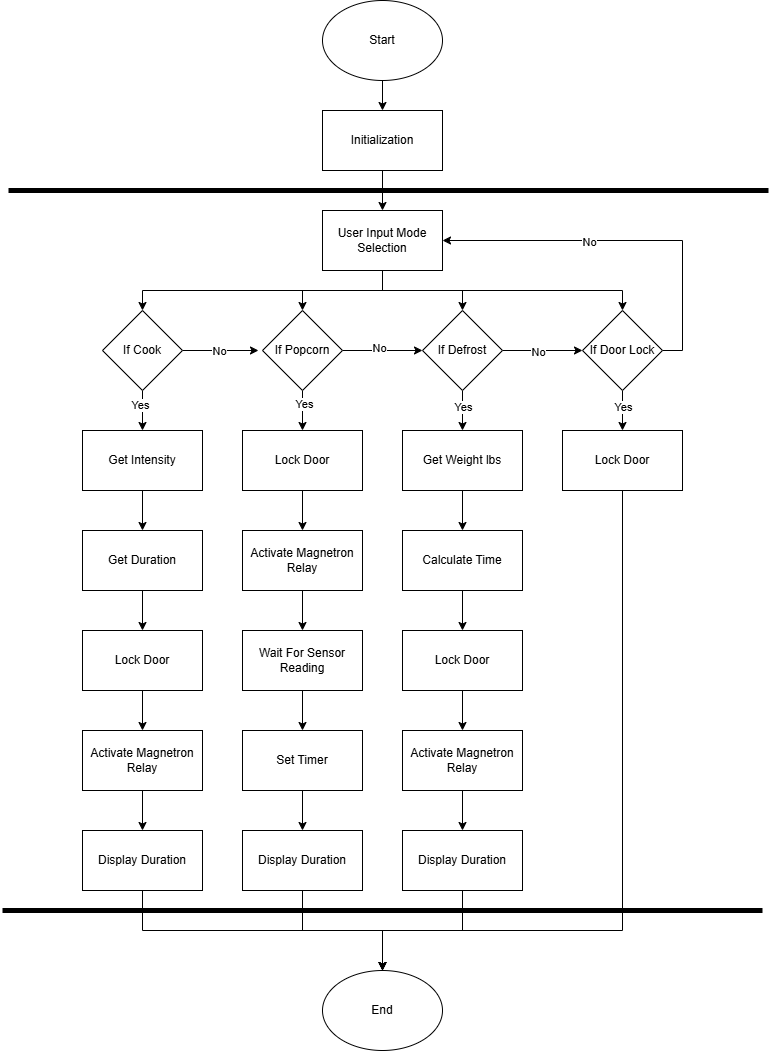 Start
Initialization
User Input Mode
Selection
No
If Cook
No
If Popcorn
No
If Defrost
No
If Door Lock
Yes
Yes
Yes
Yes
Get Intensity
Lock Door
Get Weight lbs
Lock Door
Get Duration
Activate Magnetron
Relay
Calculate Time
Lock Door
Wait For Sensor
Reading
Lock Door
Activate Magnetron
Relay
Set Timer
Activate Magnetron
Relay
Display Duration
Display Duration
Display Duration
End